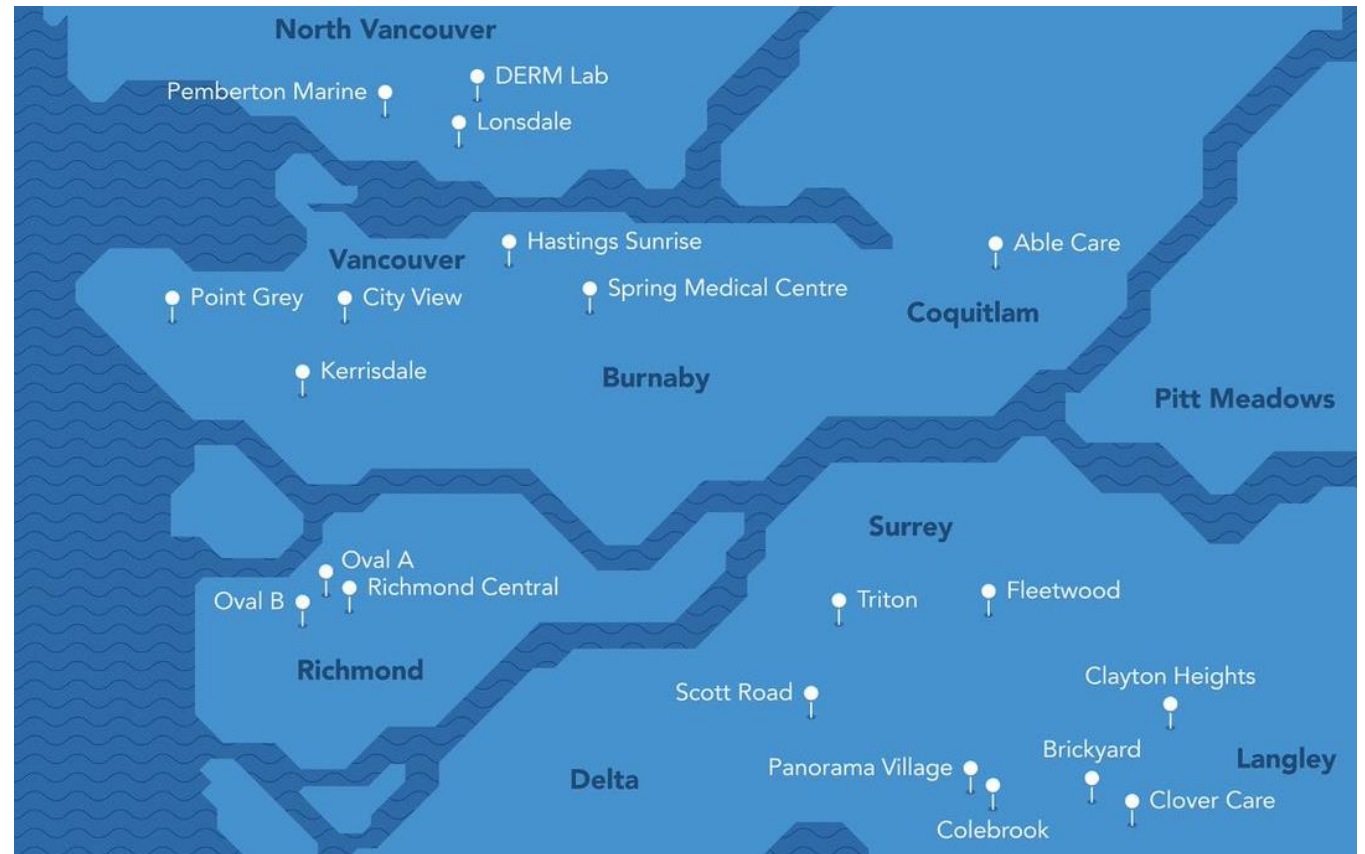 North Vancouver
DERM Lab
Pemberton Marine
Lonsdale
Hastings Sunrise
Able Care
Vancouver
Spring Medical Centre
Point Grey
City View
Coquitlam
Kerrisdale
Burnaby
Pitt Meadows
Surrey
Oval A
Richmond Central
Fleetwood
Oval B
Triton
Richmond
Clayton Heights
Scott Road
Brickyard
Langley
Panorama Village
Delta
Clover Care
Colebrook